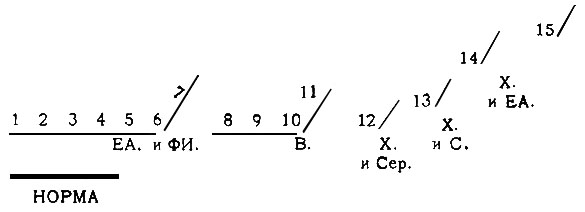 15
14
7
11
13
Х.
и ЕА.
1 2 3 4 5 6 8 9 10 12
Х.
и С.
ЕА. и ФИ. В. Х.
и Сер.
НОРМА